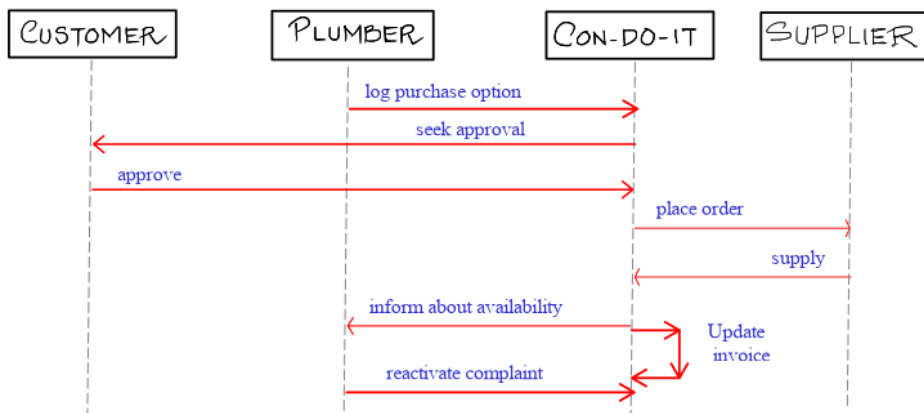 CUSTOMER
PLUMBER
CON-DO-IT
SUPPLIER
log purchase option
seek approval
approve
place order
supply
inform about availability
Update
invoice
reactivate complaint